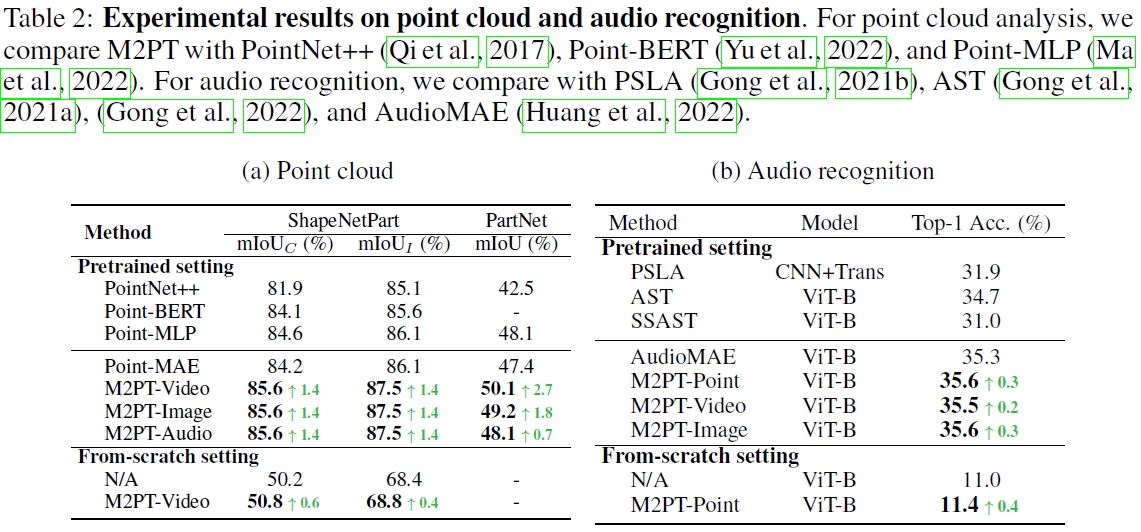 Table 2: Experimental results on point cloud and audio recognition. For point cloud analysis, we
compare M2PT with PointNet++ (Qi et al., 2017), Point-BERT (Yu et al., 2022), and Point-MLP (Ma
et al., 2022). For audio recognition, we compare with PSLA (Gong et al., 2021b), AST (Gong et al.,
2021a), (Gong et al., 2022), and AudioMAE (Huang et al., 2022).
(a) Point cloud
Method ShapeNetPart PartNet
mIoU_C (%) mIoU_I (%) mIoU (%)
Pretrained setting
PointNet++ 81.9 85.1 42.5
Point-BERT 84.1 85.6 -
Point-MLP 84.6 86.1 48.1
Point-MAE 84.2 86.1 47.4
M2PT-Video 85.6 ↑ 1.4 87.5 ↑ 1.4 50.1 ↑ 2.7
M2PT-Image 85.6 ↑ 1.4 87.5 ↑ 1.4 49.2 ↑ 1.8
M2PT-Audio 85.6 ↑ 1.4 87.5 ↑ 1.4 48.1 ↑ 0.7
From-scratch setting
N/A 50.2 68.4 -
M2PT-Video 50.8 ↑ 0.6 68.8 ↑ 0.4 -
(b) Audio recognition
Method Model Top-1 Acc. (%)
Pretrained setting
PSLA CNN+Trans 31.9
AST ViT-B 34.7
SSAST ViT-B 31.0
AudioMAE ViT-B 35.3
M2PT-Point ViT-B 35.6 ↑ 0.3
M2PT-Video ViT-B 35.5 ↑ 0.2
M2PT-Image ViT-B 35.6 ↑ 0.3
From-scratch setting
N/A ViT-B 11.0
M2PT-Point ViT-B 11.4 ↑ 0.4